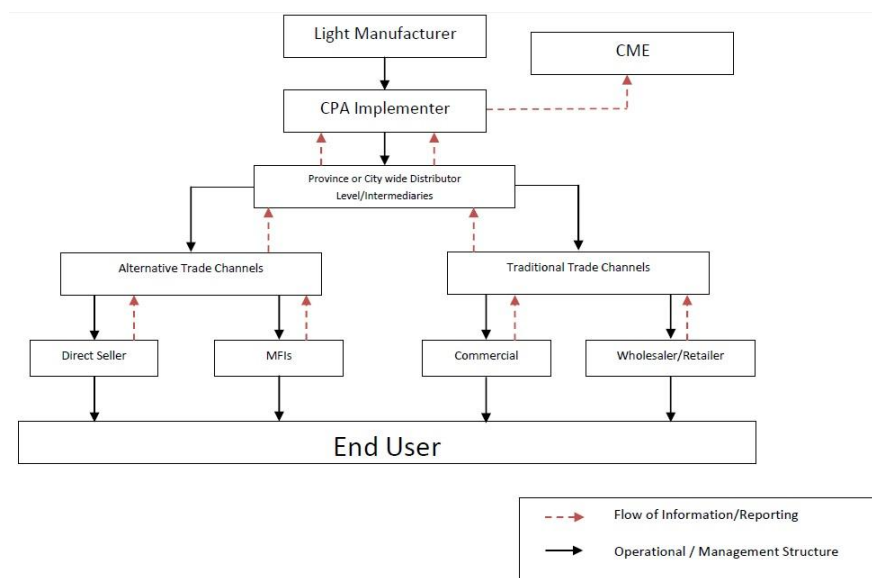 Light Manufacturer
CME
CPA Implementer
Province or City wide Distributor
Level/Intermediaries
Alternative Trade Channels
Traditional Trade Channels
Direct Seller
MFIs
Commercial
Wholesaler/Retailer
End User
Flow of Information/Reporting
Operational / Management Structure